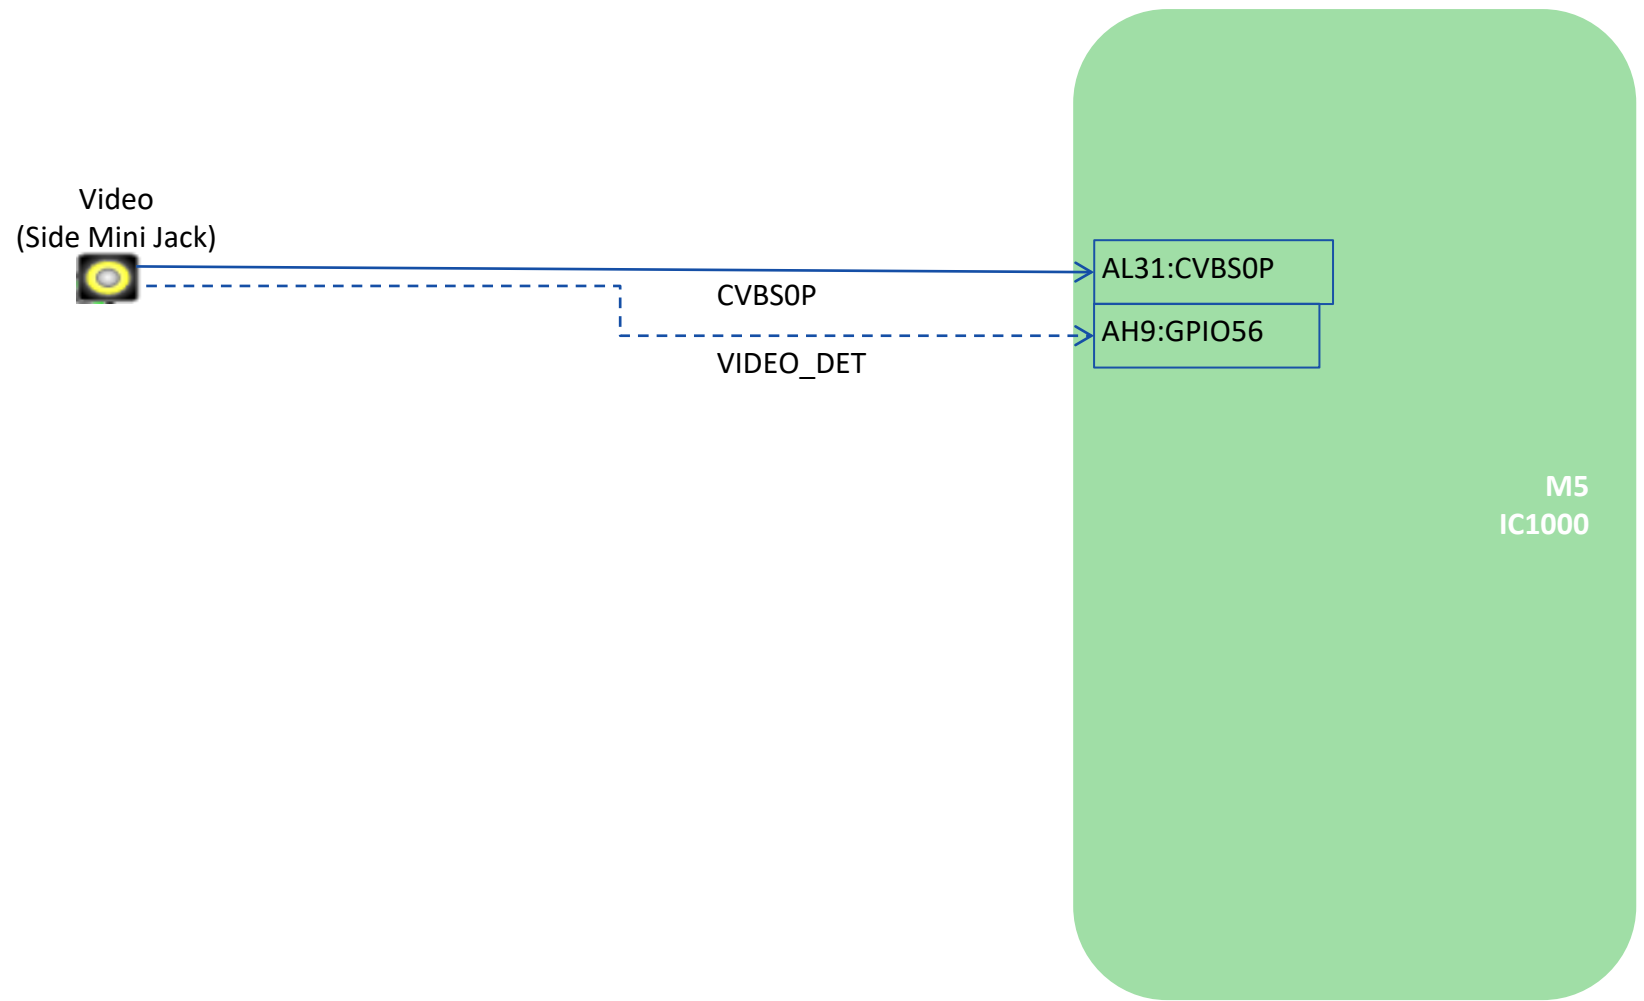 Video
(Side Mini Jack)
CVBS0P
VIDEO_DET
AL31:CVBS0P
AH9:GPIO56
M5
IC1000